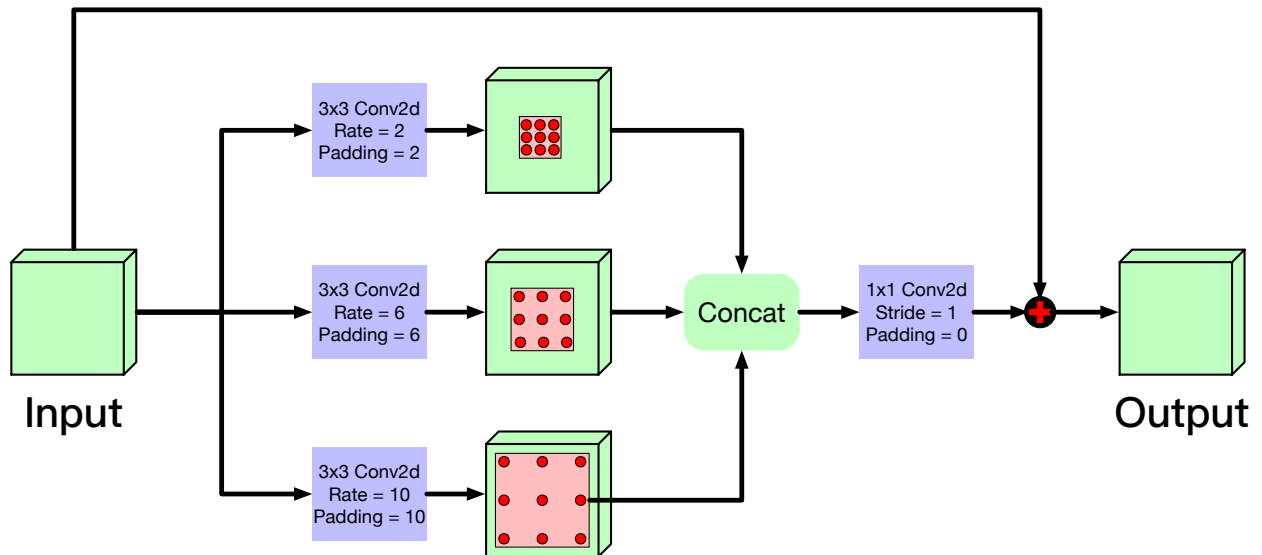 3x3 Conv2d
Rate = 2
Padding = 2
3x3 Conv2d
Rate = 6
Padding = 6
Concat
1x1 Conv2d
Stride = 1
Padding = 0
Input
Output
3x3 Conv2d
Rate = 10
Padding = 10